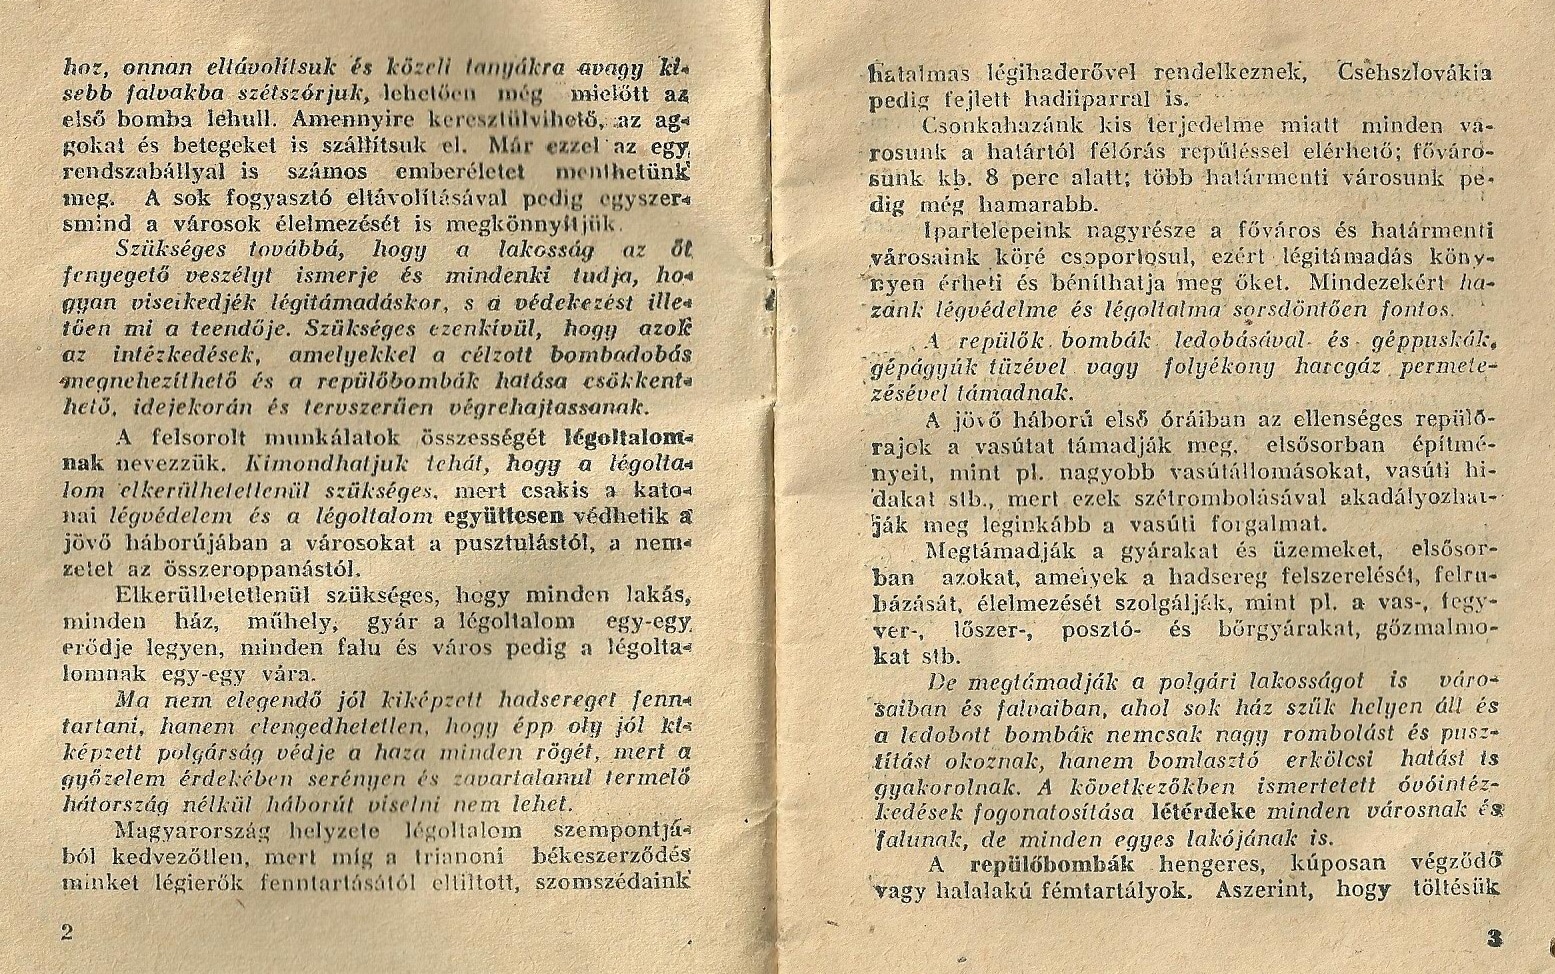 hoz, onnan eltávolítsuk és közeli tanyákra avagy ki-
sebb falvakba szétszórjuk, lehetően még mielőtt az
első bomba lehull. Amennyire keresztülvihető, az ag-
gokat és betegeket is szállítsuk el. Már ezzel az egy
rendszabállyal is számos emberéletet menthetünk
meg. A sok fogyasztó eltávolításával pedig egyszer-
smind a városok élelmezését is megkönnyítjük.
Szükséges továbbá, hogy a lakosság az őt
fenyegető veszélyt ismerje és mindenki tudja, ho-
gyan viselkedjék légitámadáskor, s a védekezést ille-
tően mi a teendője. Szükséges ezenkívül, hogy azok
az intézkedések, amelyekkel a célzott bombadobás
megnehezíthető és a repülőbombák hatása csökkent-
hető, idejekorán és tervszerűen végrehajtassanak.
A felsorolt munkálatok összességét légoltalom-
nak nevezzük. Kimondhatjuk tehát, hogy a légolta-
lom elkerülhetetlenül szükséges, mert csakis a kato-
nai légvédelem és a légoltalom együttesen védhetik a
jövő háborújában a városokat a pusztulástól, a nem-
zetet az összeroppanástól.
Elkerülhetetlenül szükséges, hogy minden lakás,
minden ház, műhely, gyár a légoltalom egy-egy
erődje legyen, minden falu és város pedig a légolta-
lomnak egy-egy vára.
Ma nem elegendő jól kiképzett hadsereget fenn-
tartani, hanem elengedhetetlen, hogy épp oly jól ki-
képzett polgárság védje a haza minden rögét, mert a
győzelem érdekében serényen és zavartalanul termelő
hátország nélkül háborút viselni nem lehet.
Magyarország helyzete légoltalom szempontjá-
ból kedvezőtlen, mert míg a trianoni békeszerződés
minket légierők fenntartásától eltiltott, szomszédaink
2
hatalmas légihaderővel rendelkeznek, Csehszlovákia
pedig fejlett hadiiparral is.
Csonkahazánk kis terjedelme miatt minden vá-
rosunk a határtól félórás repüléssel elérhető; főváro-
sunk kb. 8 perc alatt; több határmenti városunk pe-
dig még hamarabb.
Ipartelepeink nagyrésze a főváros és határmenti
városaink köré csoportosul, ezért légitámadás köny-
nyen érheti és béníthatja meg őket. Mindezekért ha-
zánk légvédelme és légoltalma sorsdöntően fontos.
A repülők bombák ledobásával és géppuskák,
gépágyúk tüzével vagy folyékony harcgáz permete-
zésével támadnak.
A jövő háború első óráiban az ellenséges repülő-
rajok a vasútat támadják meg, elsősorban építmé-
nyeit, mint pl. nagyobb vasútállomásokat, vasúti hi-
dakat stb., mert ezek szétrombolásával akadályozhat-
ják meg leginkább a vasúti forgalmat.
Megtámadják a gyárakat és üzemeket, elsősor-
ban azokat, amelyek a hadsereg felszerelését, felru-
házását, élelmezését szolgálják, mint pl. a vas-, fegy-
ver-, lőszer-, posztó- és bőrgyárakat, gőzmalmo-
kat stb.
De megtámadják a polgári lakosságot is váro-
saiban és falvaiban, ahol sok ház szűk helyen áll és
a ledobott bombák nemcsak nagy rombolást és pusz-
títást okoznak, hanem bomlasztó erkölcsi hatást is
gyakorolnak. A következőkben ismertetett óvóintéz-
kedések foganatosítása létérdeke minden városnak és
falunak, de minden egyes lakójának is.
A repülőbombák hengeres, kúposan végződő
vagy halalakú fémtartályok. Aszerint, hogy töltésük
3